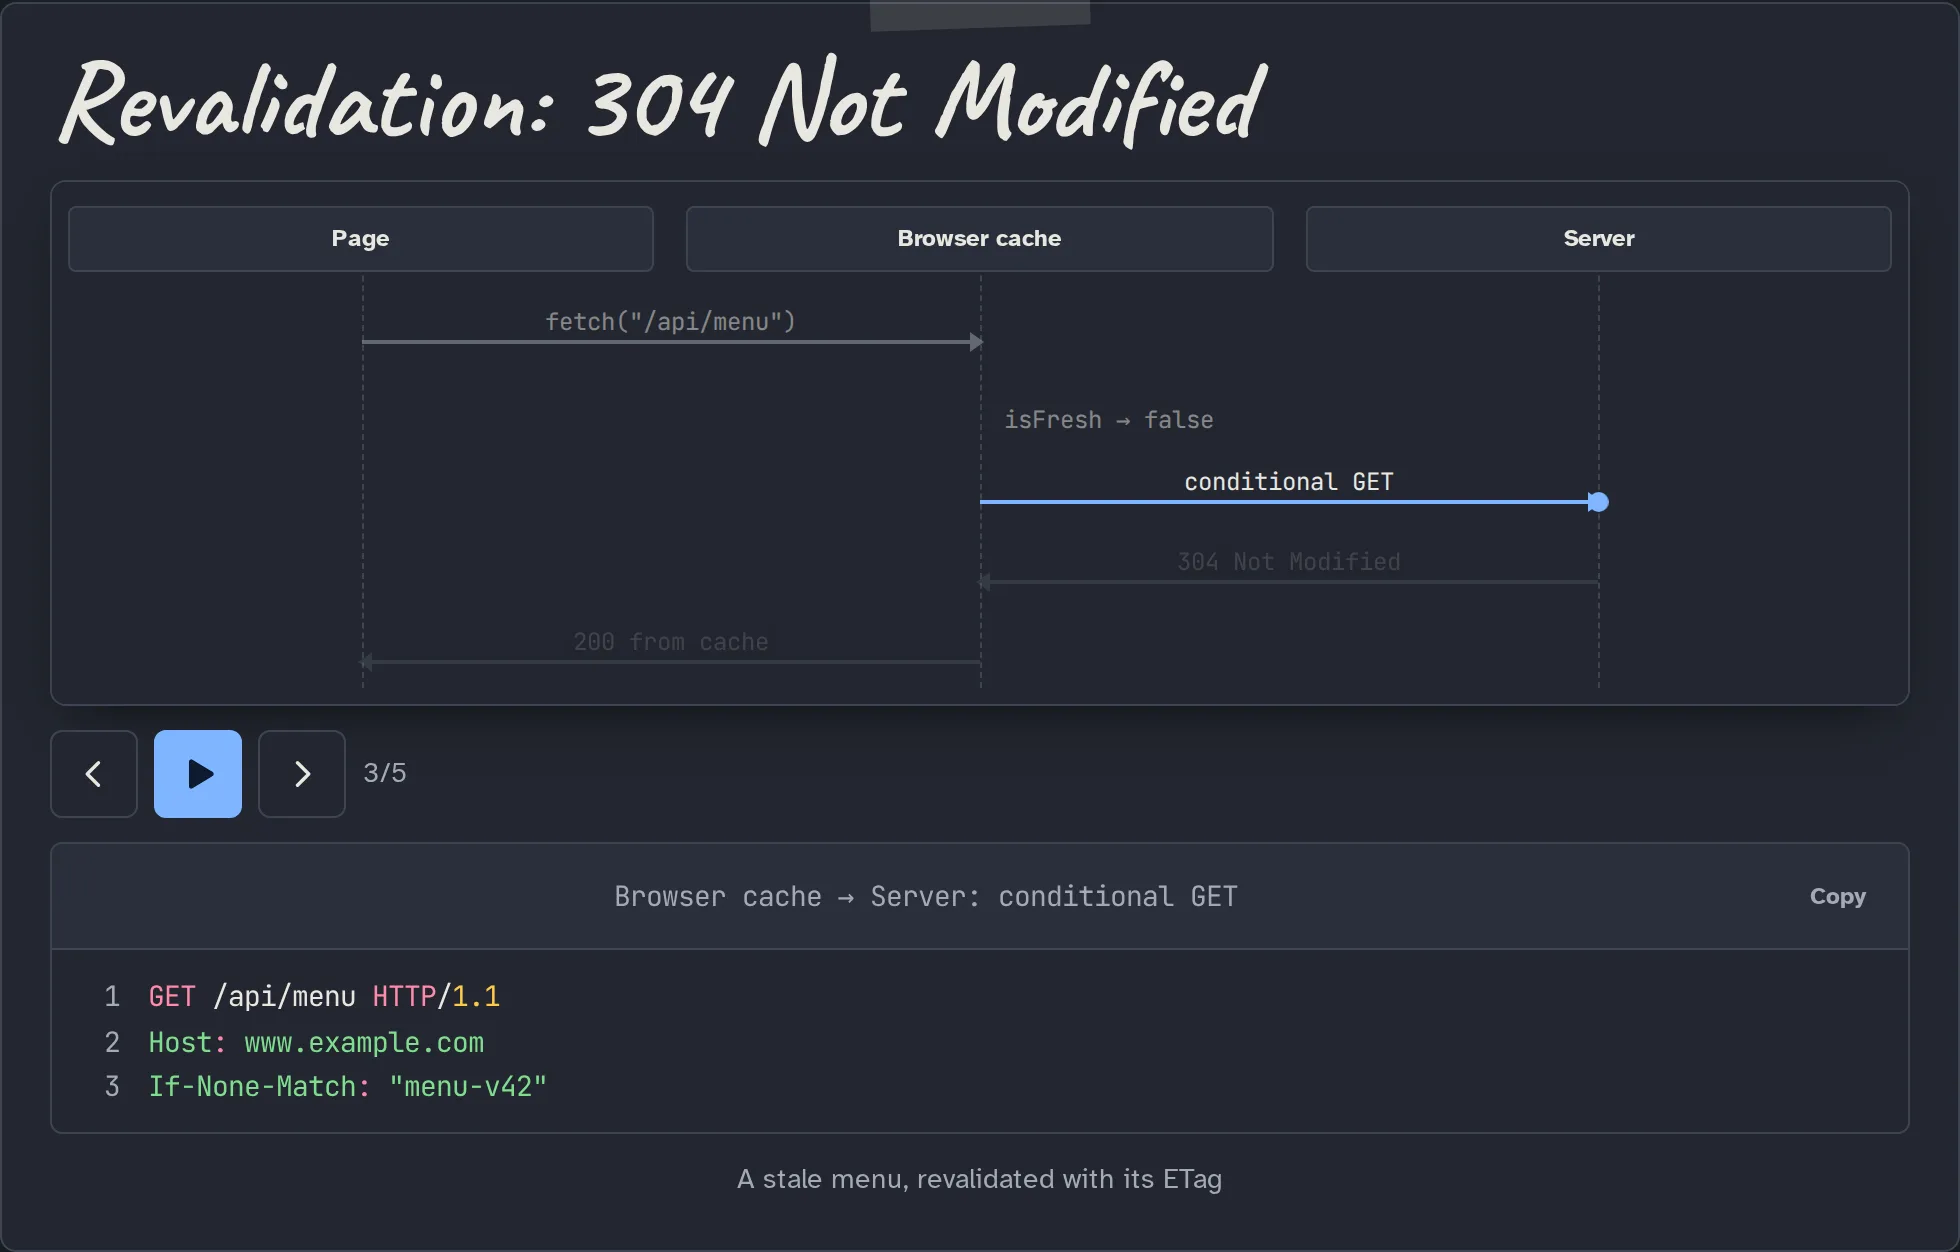 Revalidation: 304 Not Modified
Page
Browser cache
Server
fetch("/api/menu")
isFresh → false
conditional GET
304 Not Modified
200 from cache
3/5
Browser cache → Server: conditional GET
Copy
1 GET /api/menu HTTP/1.1
2 Host: www.example.com
3 If-None-Match: "menu-v42"
A stale menu, revalidated with its ETag